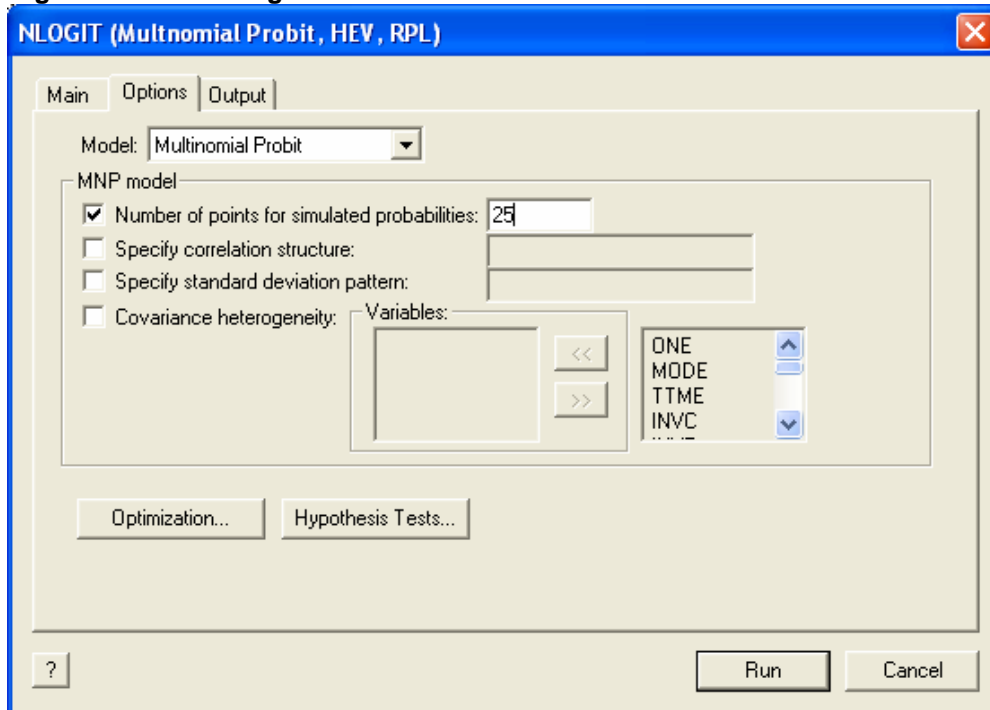 NLOGIT (Multnomial Probit, HEV, RPL)
Main Options Output
Model: Multinomial Probit
MNP model
Number of points for simulated probabilities: 25
Specify correlation structure:
Specify standard deviation pattern:
Covariance heterogeneity:
Variables:
<<
>>
ONE
MODE
TTME
INVC
Optimization...
Hypothesis Tests...
?
Run
Cancel